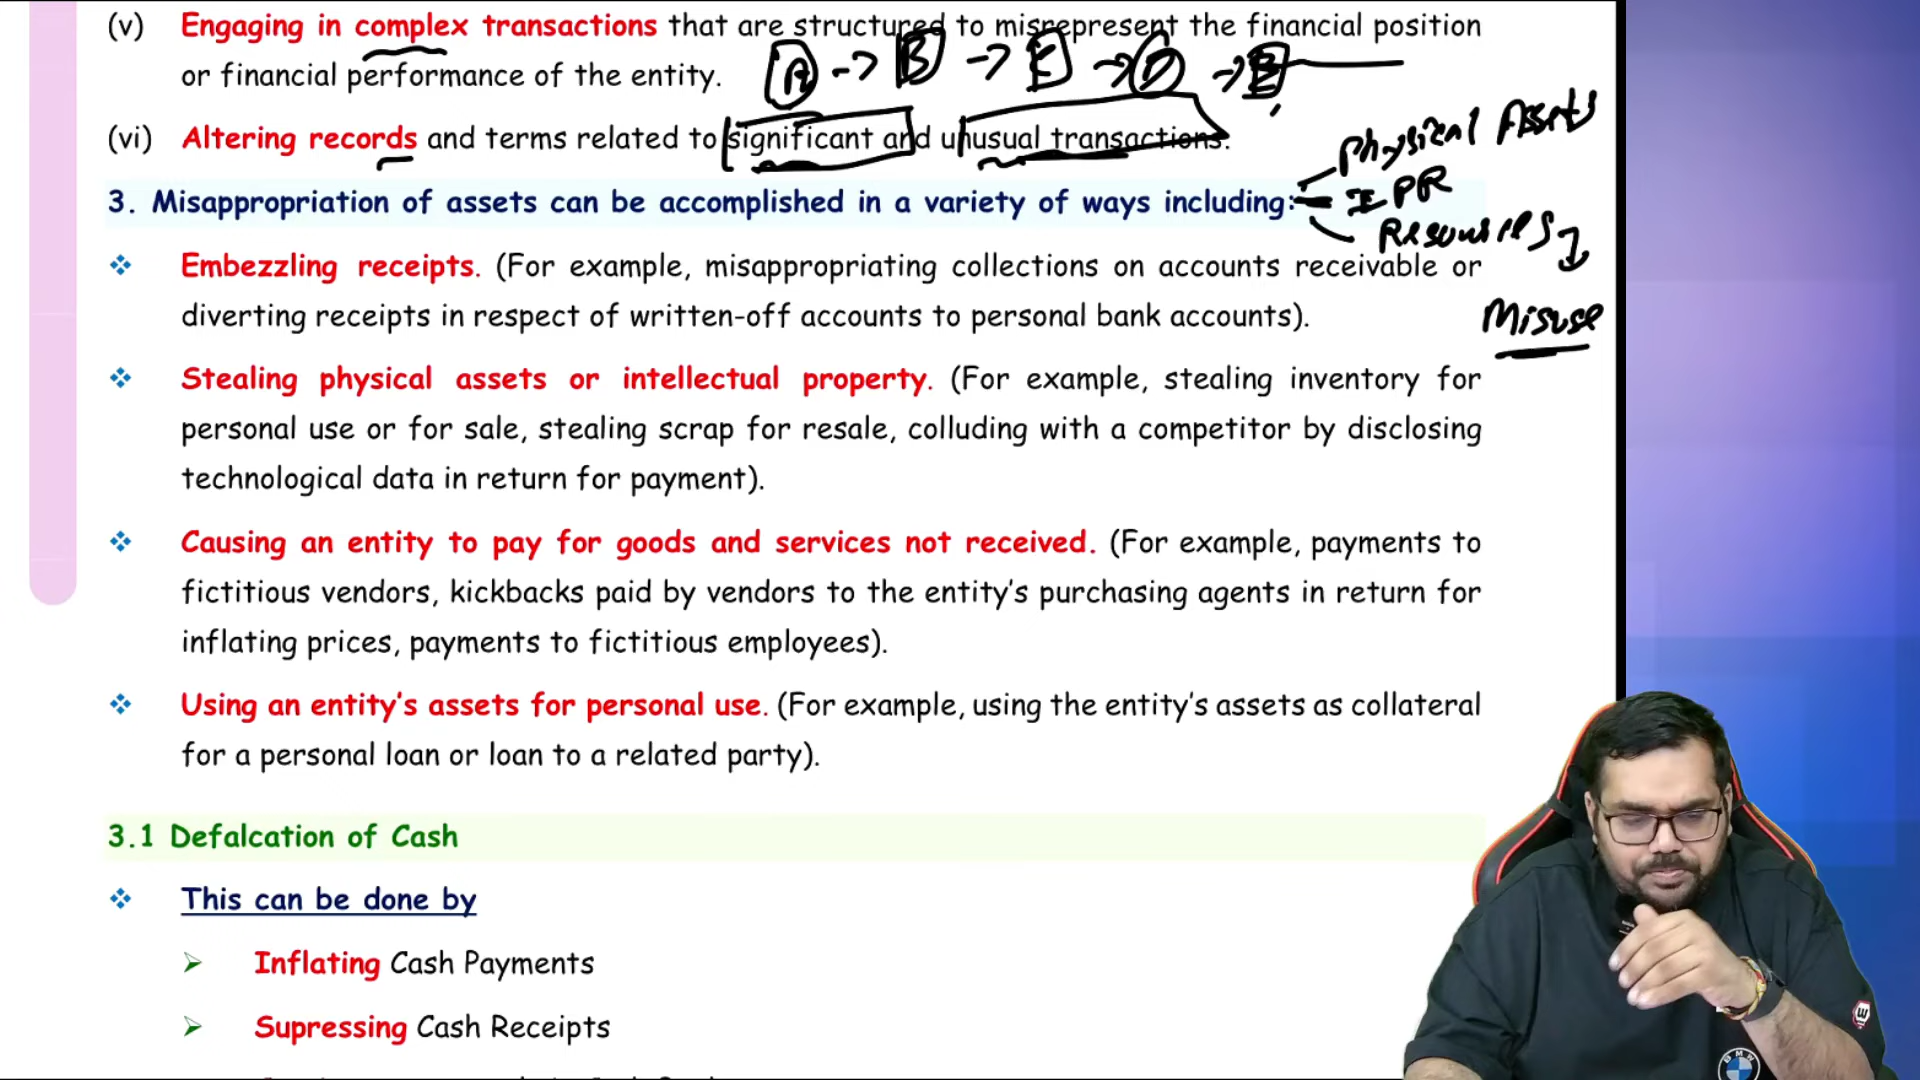 (v) Engaging in complex transactions that are structured to misrepresent the financial position
or financial performance of the entity.
A -> B -> C -> D -> E
(vi) Altering records and terms related to significant and unusual transactions.
Physical Assets
3. Misappropriation of assets can be accomplished in a variety of ways including:
IPR
Resources
❖ Embezzling receipts. (For example, misappropriating collections on accounts receivable or
diverting receipts in respect of written-off accounts to personal bank accounts).
Misuse
❖ Stealing physical assets or intellectual property. (For example, stealing inventory for
personal use or for sale, stealing scrap for resale, colluding with a competitor by disclosing
technological data in return for payment).
❖ Causing an entity to pay for goods and services not received. (For example, payments to
fictitious vendors, kickbacks paid by vendors to the entity's purchasing agents in return for
inflating prices, payments to fictitious employees).
❖ Using an entity's assets for personal use. (For example, using the entity's assets as collateral
for a personal loan or loan to a related party).
3.1 Defalcation of Cash
❖ This can be done by
➢ Inflating Cash Payments
➢ Supressing Cash Receipts
W
BMW